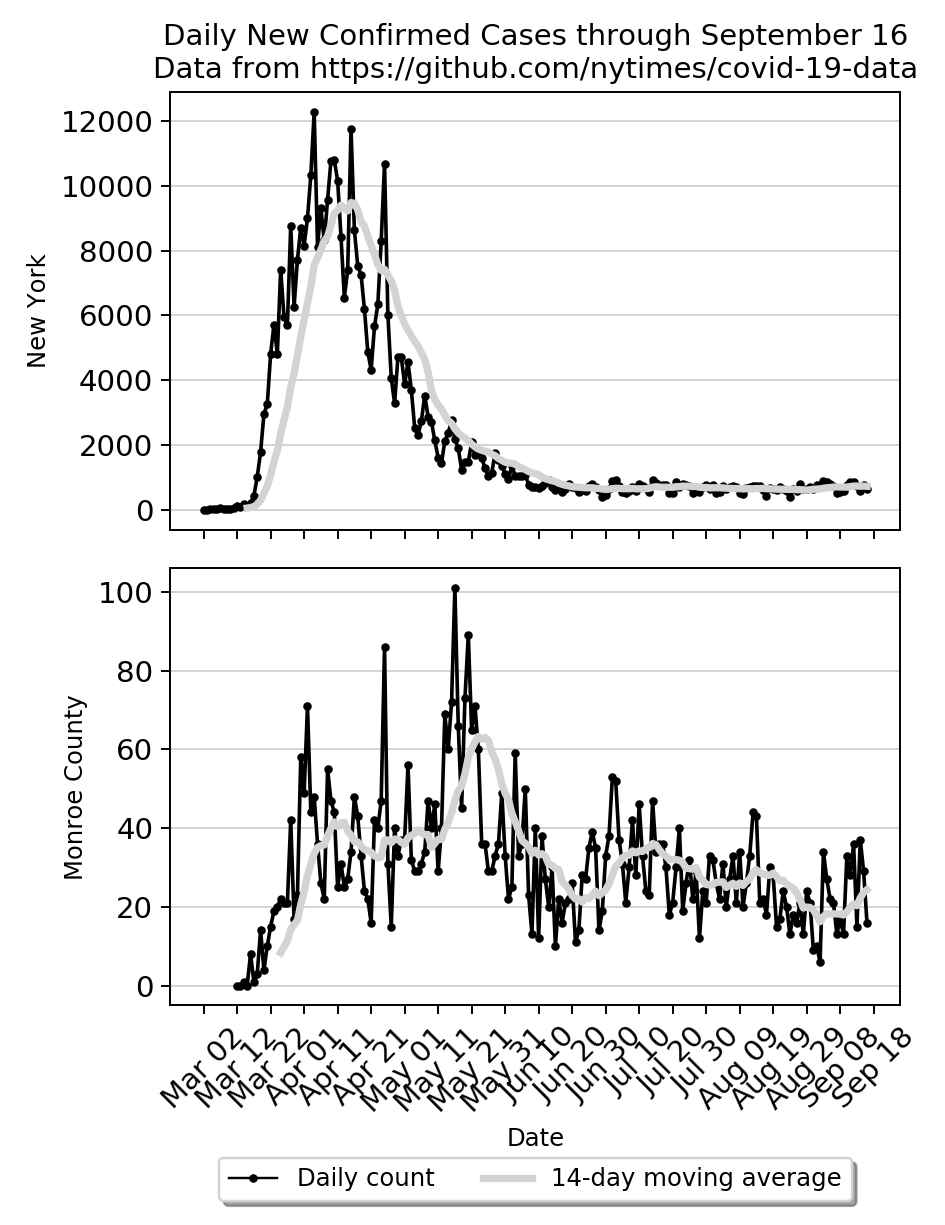 Daily New Confirmed Cases through September 16
Data from https://github.com/nytimes/covid-19-data
12000
10000
8000
6000
4000
2000
0
New York
100
80
60
40
20
0
Monroe County
Mar 02
Mar 12
Mar 22
Apr 01
Apr 11
Apr 21
May 01
May 11
May 21
May 31
Jun 10
Jun 20
Jun 30
Jul 10
Jul 20
Jul 30
Aug 09
Aug 19
Aug 29
Sep 08
Sep 18
Date
Daily count
14-day moving average